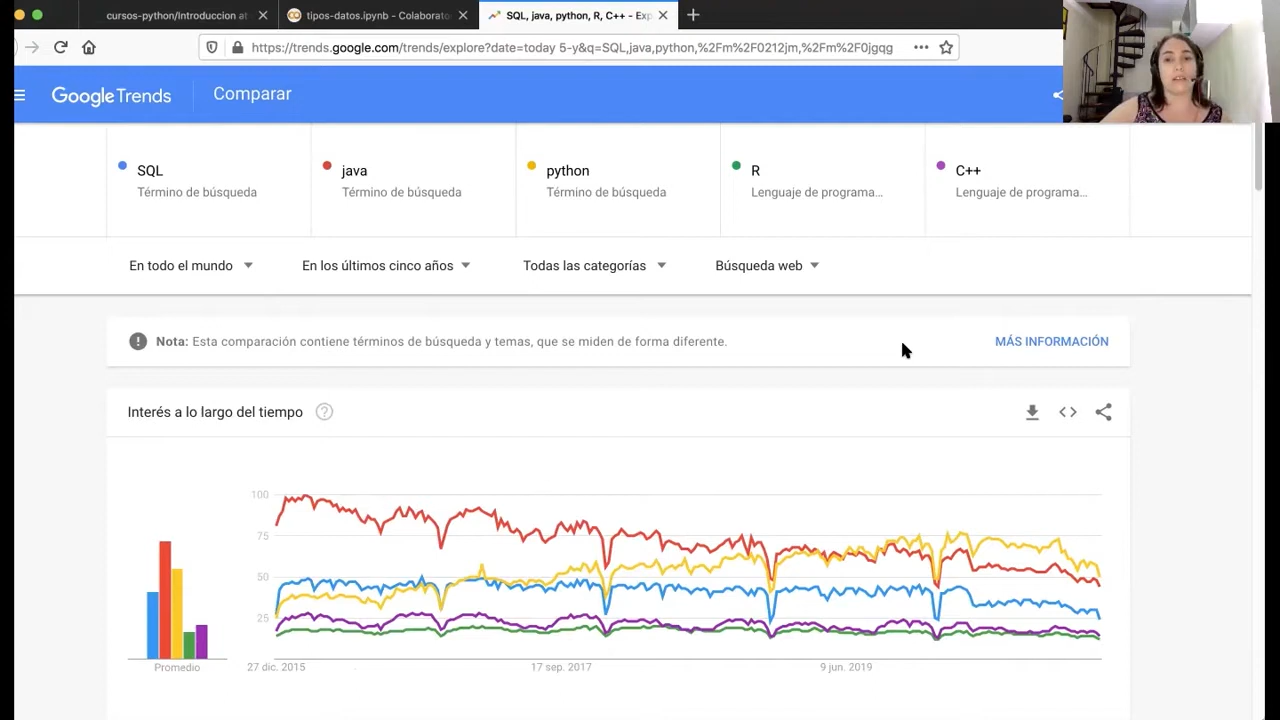 cursos-python/Introduccion at
tipos-datos.ipynb - Colaborato
SQL, java, python, R, C++ - Exp
https://trends.google.com/trends/explore?date=today 5-y&q=SQL,java,python,%2Fm%2F0212jm,%2Fm%2F0jgqg
Google Trends
Comparar
SQL
Término de búsqueda
java
Término de búsqueda
python
Término de búsqueda
R
Lenguaje de programa...
C++
Lenguaje de programa...
En todo el mundo
En los últimos cinco años
Todas las categorías
Búsqueda web
Nota: Esta comparación contiene términos de búsqueda y temas, que se miden de forma diferente.
MÁS INFORMACIÓN
Interés a lo largo del tiempo
100
75
50
25
Promedio
27 dic. 2015
17 sep. 2017
9 jun. 2019